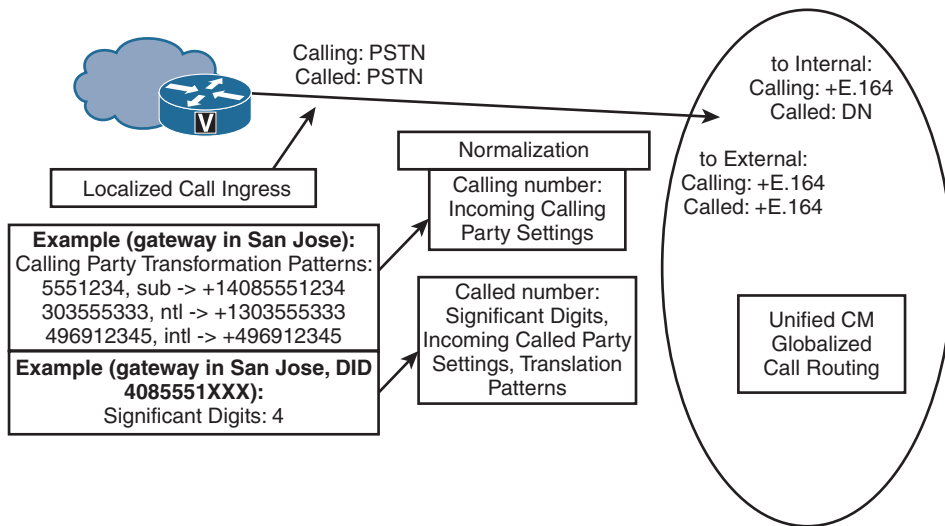 Calling: PSTN
Called: PSTN
to Internal:
Calling: +E.164
Called: DN
to External:
Calling: +E.164
Called: +E.164
V
Localized Call Ingress
Normalization
Calling number:
Incoming Calling
Party Settings
Example (gateway in San Jose):
Calling Party Transformation Patterns:
5551234, sub -> +14085551234
303555333, ntl -> +1303555333
496912345, intl -> +496912345
Called number:
Significant Digits,
Incoming Called Party
Settings, Translation
Patterns
Example (gateway in San Jose, DID
4085551XXX):
Significant Digits: 4
Unified CM
Globalized
Call Routing